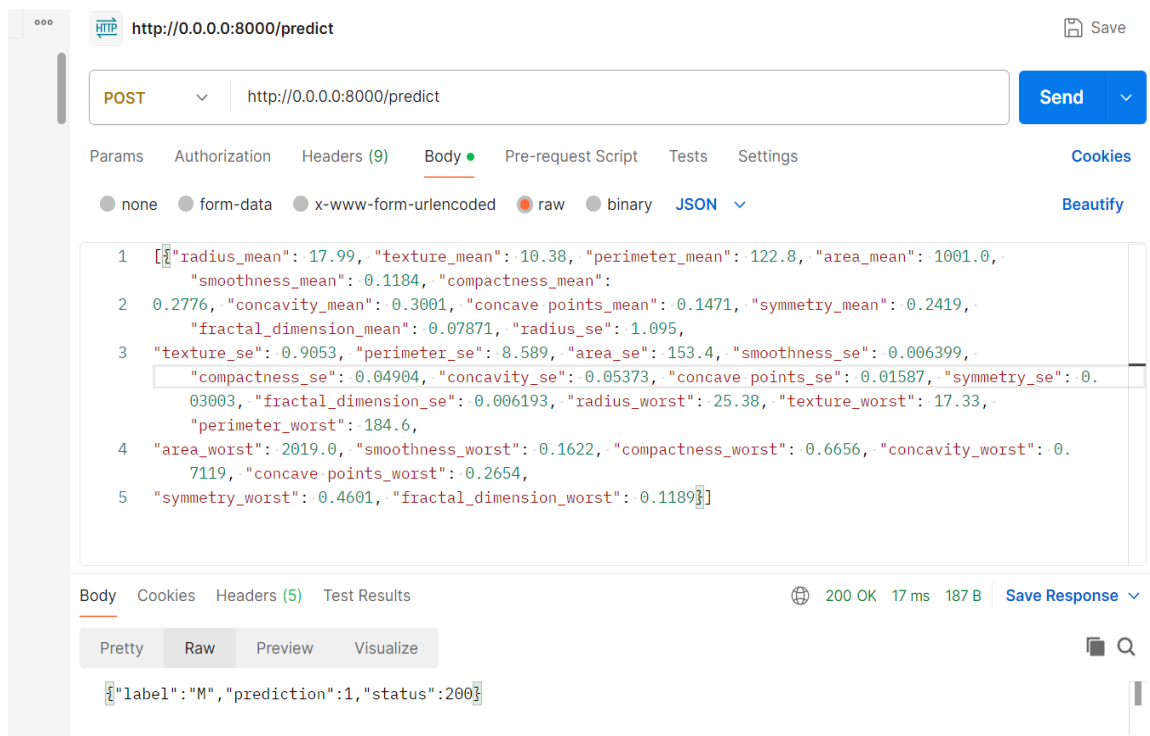 ooo HTTP http://0.0.0.0:8000/predict Save
POST http://0.0.0.0:8000/predict Send
Params Authorization Headers (9) Body Pre-request Script Tests Settings Cookies
none form-data x-www-form-urlencoded raw binary JSON Beautify
1 [{"radius_mean": 17.99, "texture_mean": 10.38, "perimeter_mean": 122.8, "area_mean": 1001.0,
"smoothness_mean": 0.1184, "compactness_mean":
2 0.2776, "concavity_mean": 0.3001, "concave points_mean": 0.1471, "symmetry_mean": 0.2419,
"fractal_dimension_mean": 0.07871, "radius_se": 1.095,
3 "texture_se": 0.9053, "perimeter_se": 8.589, "area_se": 153.4, "smoothness_se": 0.006399,
"compactness_se": 0.04904, "concavity_se": 0.05373, "concave points_se": 0.01587, "symmetry_se": 0.
03003, "fractal_dimension_se": 0.006193, "radius_worst": 25.38, "texture_worst": 17.33,
"perimeter_worst": 184.6,
4 "area_worst": 2019.0, "smoothness_worst": 0.1622, "compactness_worst": 0.6656, "concavity_worst": 0.
7119, "concave points_worst": 0.2654,
5 "symmetry_worst": 0.4601, "fractal_dimension_worst": 0.1189}]
Body Cookies Headers (5) Test Results 200 OK 17 ms 187 B Save Response
Pretty Raw Preview Visualize
{"label":"M","prediction":1,"status":200}